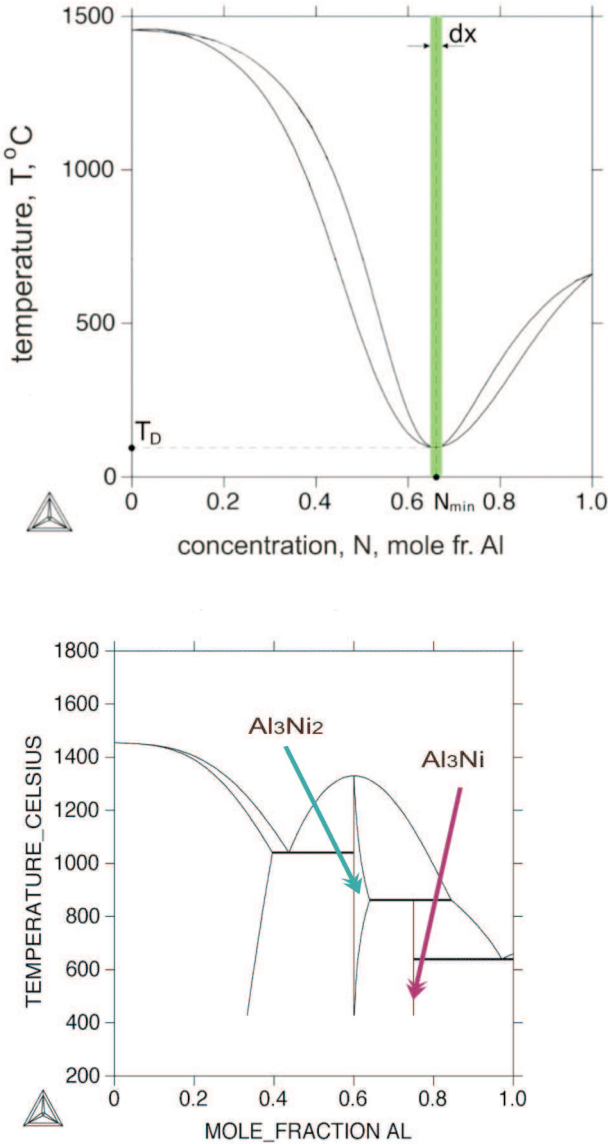 temperature, T, °C
1500
1000
500
0
dx
T_D
N_min
0 0.2 0.4 0.6 0.8 1.0
concentration, N, mole fr. Al
TEMPERATURE_CELSIUS
1800
1600
1400
1200
1000
800
600
400
200
Al₃Ni₂
Al₃Ni
0 0.2 0.4 0.6 0.8 1.0
MOLE_FRACTION AL